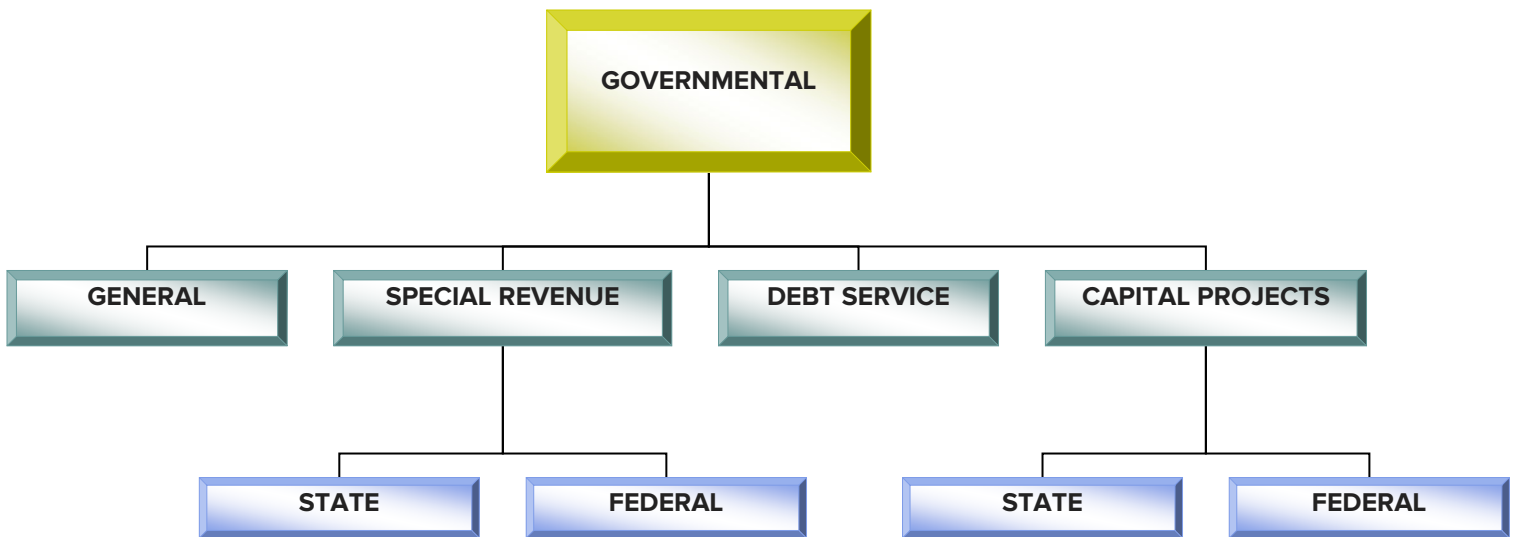 GOVERNMENTAL
GENERAL
SPECIAL REVENUE
DEBT SERVICE
CAPITAL PROJECTS
STATE
FEDERAL
STATE
FEDERAL